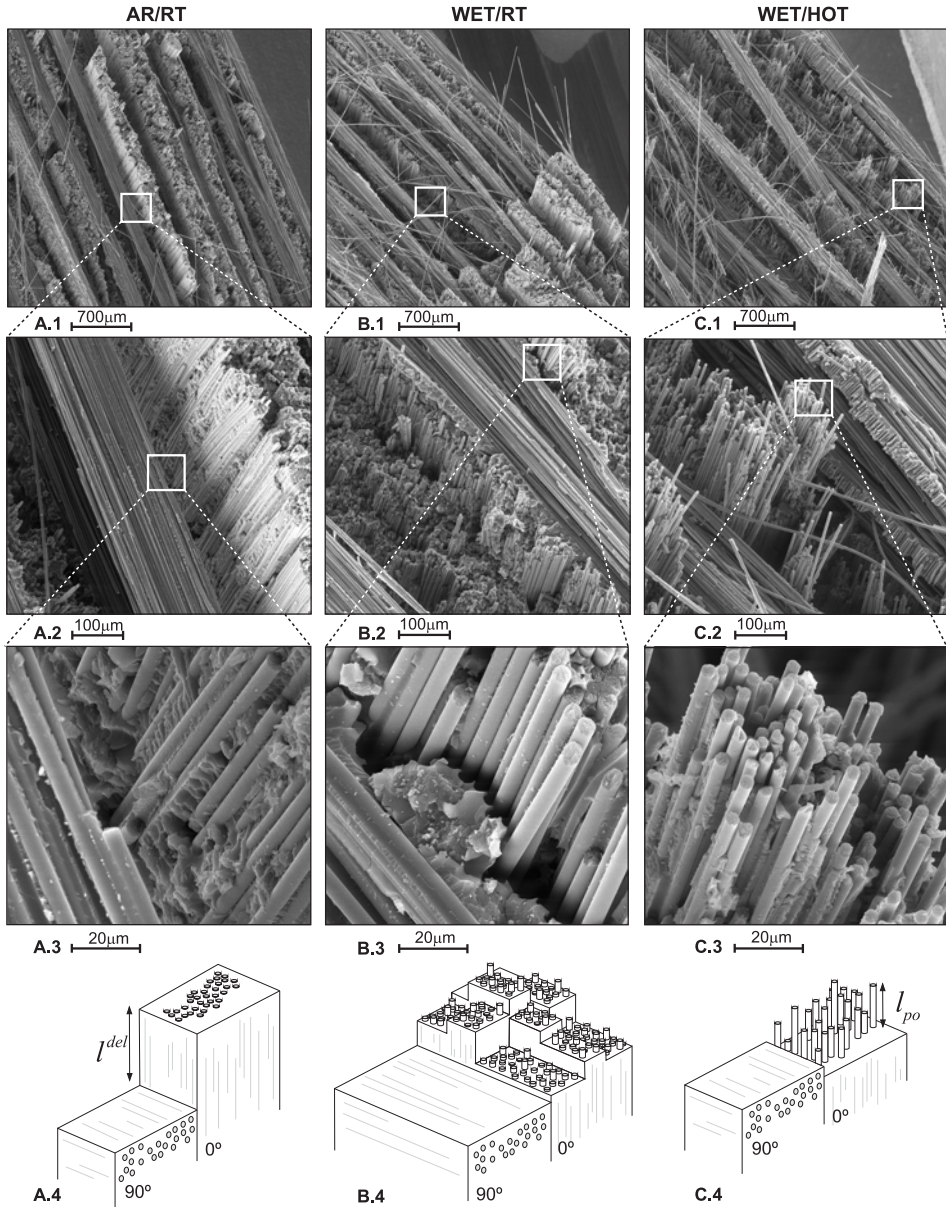 AR/RT WET/RT WET/HOT
A.1 700μm B.1 700μm C.1 700μm
A.2 100μm B.2 100μm C.2 100μm
A.3 20μm B.3 20μm C.3 20μm
l^del l_po
0º 0º 0º
90º 90º 90º
A.4 B.4 C.4